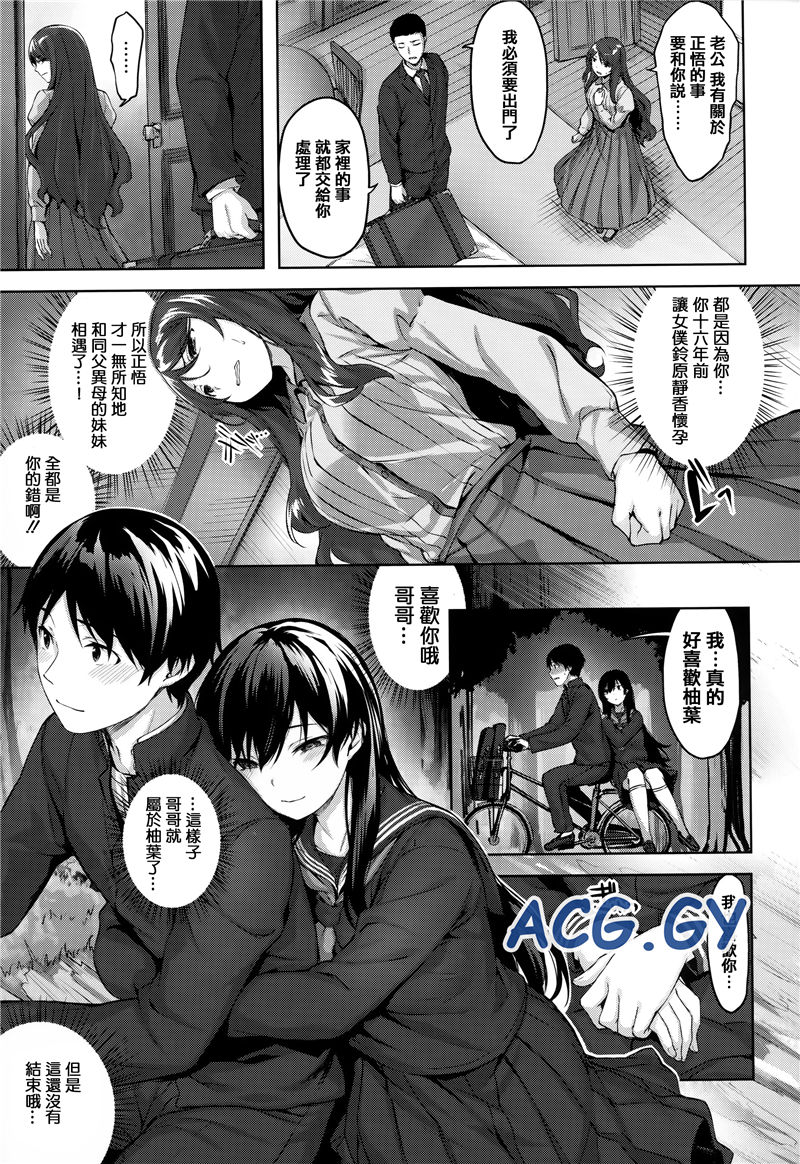 老公 我有關於
正悟的事
要和你說……
我必須要出門了
家裡的事
就都交給你
處理了
……
都是因為你…
你十六年前
讓女僕鈴原靜香懷孕
所以正悟
才一無所知地
和同父異母的妹妹
相遇了…！
全都是
你的錯啊!!
我…真的
好喜歡柚葉
喜歡你哦
哥哥…
…這樣子
哥哥就
屬於柚葉了…
我
你…
ACG.GY
但是
這還沒有
結束哦…